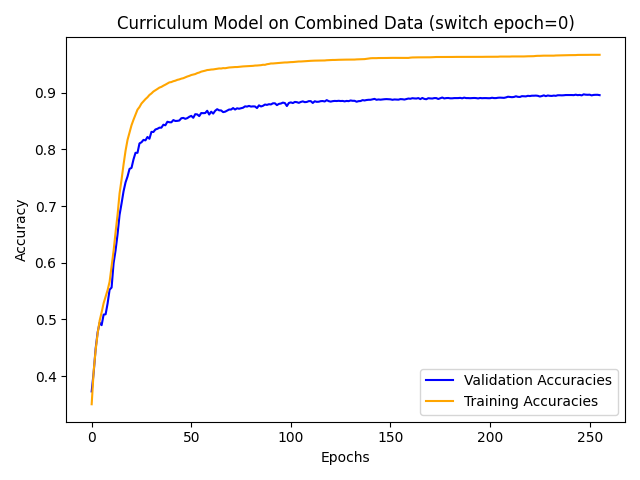 Curriculum Model on Combined Data (switch epoch=0)
0.9
0.8
0.7
0.6
0.5
0.4
Accuracy
0
50
100
150
200
250
Epochs
Validation Accuracies
Training Accuracies